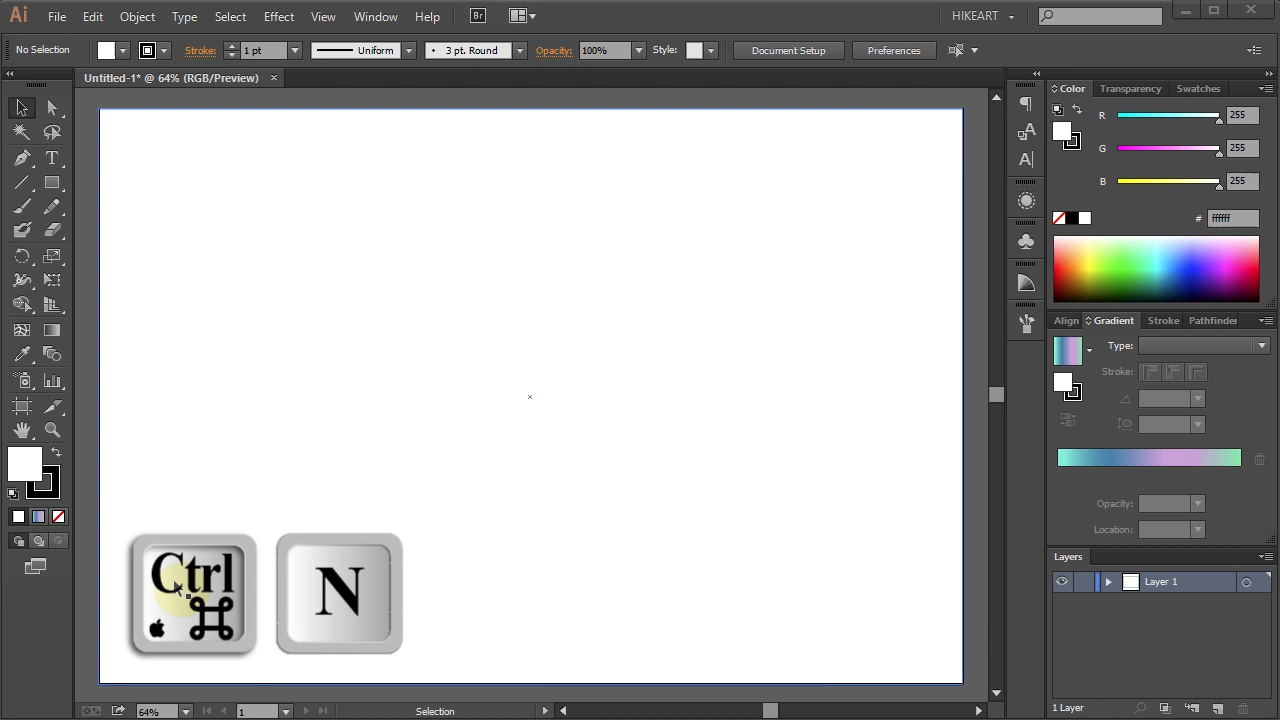 Ai File Edit Object Type Select Effect View Window Help Br HIKEART
No Selection Stroke: 1 pt Uniform 3 pt. Round Opacity: 100% Style: Document Setup Preferences
Untitled-1* @ 64% (RGB/Preview) ×
Color Transparency Swatches
R 255
G 255
B 255
# ffffff
Align Gradient Stroke Pathfinder
Type:
Stroke:
Opacity:
Location:
Layers
Layer 1
Ctrl N
64% 1 Selection 1 Layer